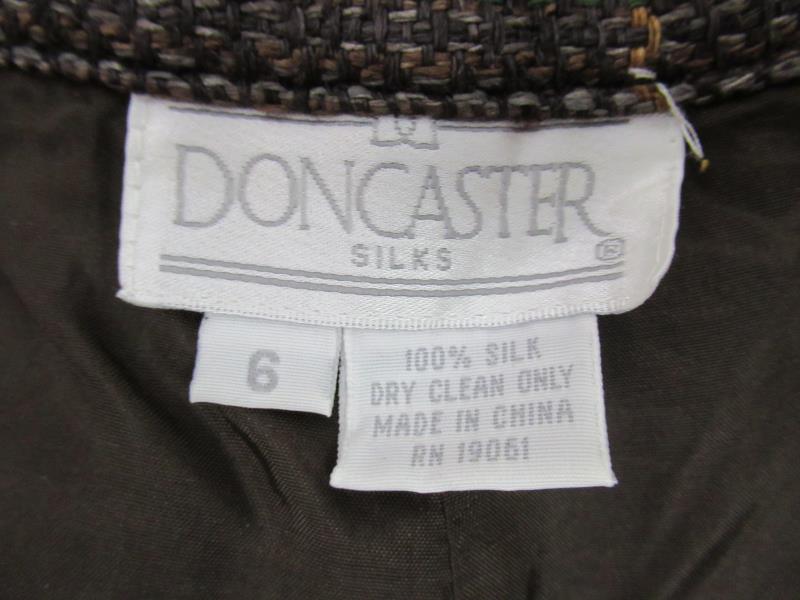 DONCASTER
SILKS ®
6
100% SILK
DRY CLEAN ONLY
MADE IN CHINA
RN 19061